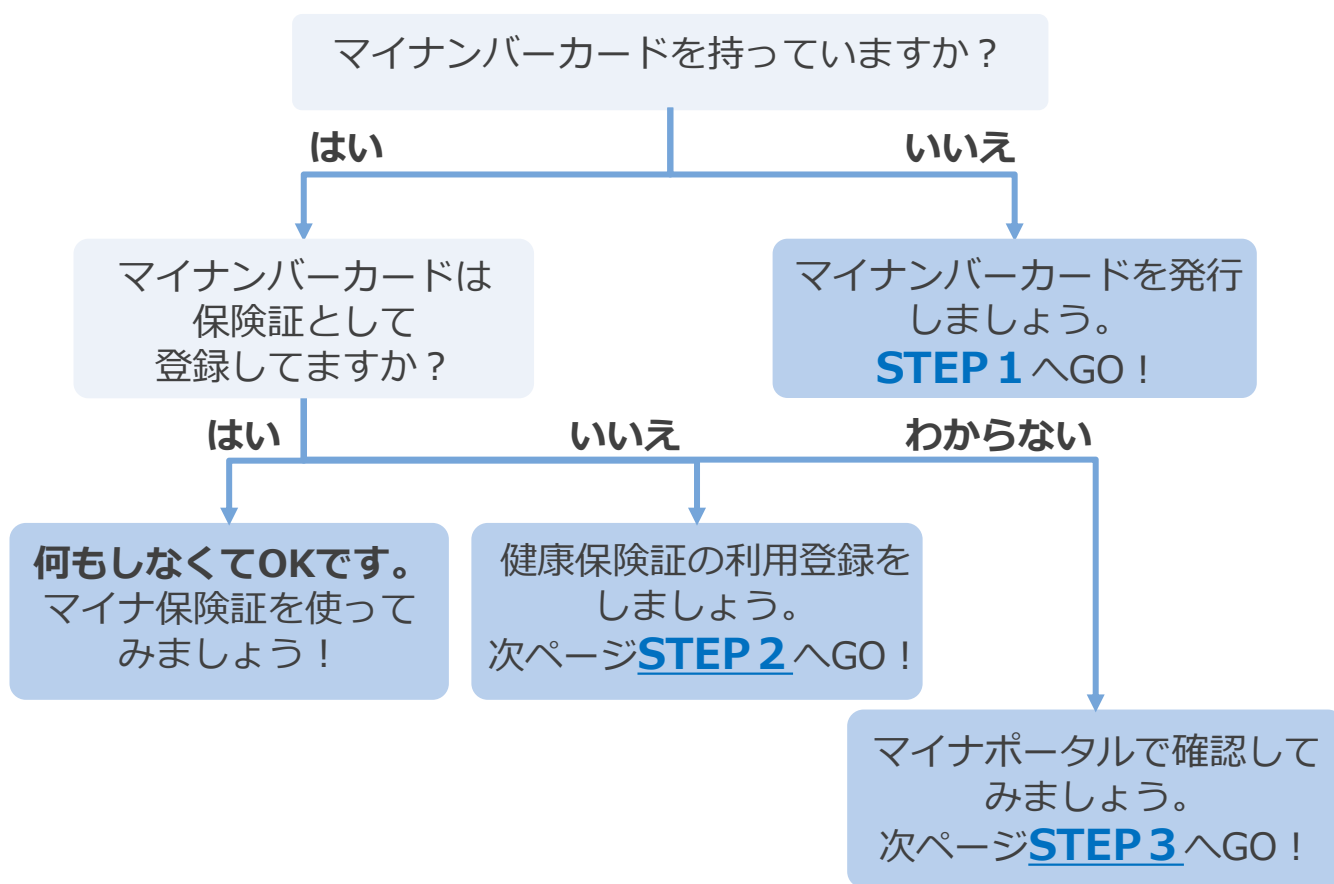 マイナンバーカードを持っていますか？
はい
いいえ
マイナンバーカードは
保険証として
登録してますか？
マイナンバーカードを発行
しましょう。
STEP１へGO！
はい
いいえ
わからない
何もしなくてOKです。
マイナ保険証を使って
みましょう！
健康保険証の利用登録を
しましょう。
次ページSTEP２へGO！
マイナポータルで確認して
みましょう。
次ページSTEP３へGO！